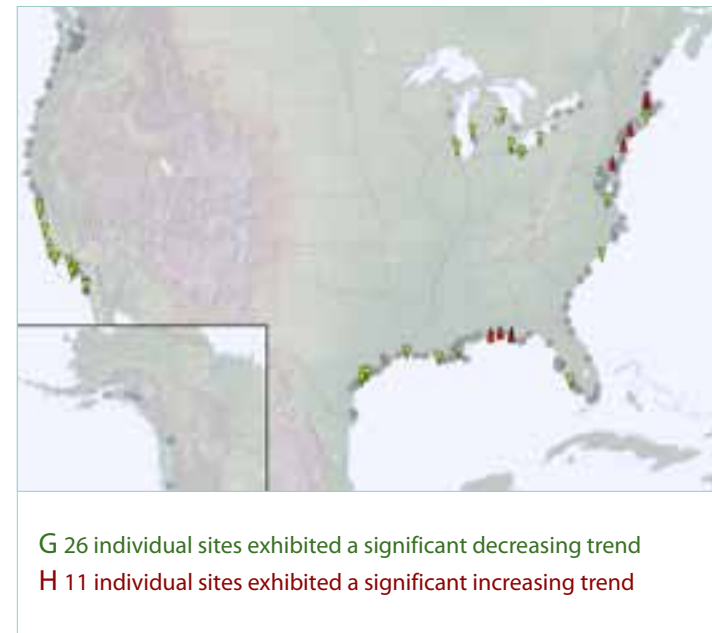 G 26 individual sites exhibited a significant decreasing trend
H 11 individual sites exhibited a significant increasing trend